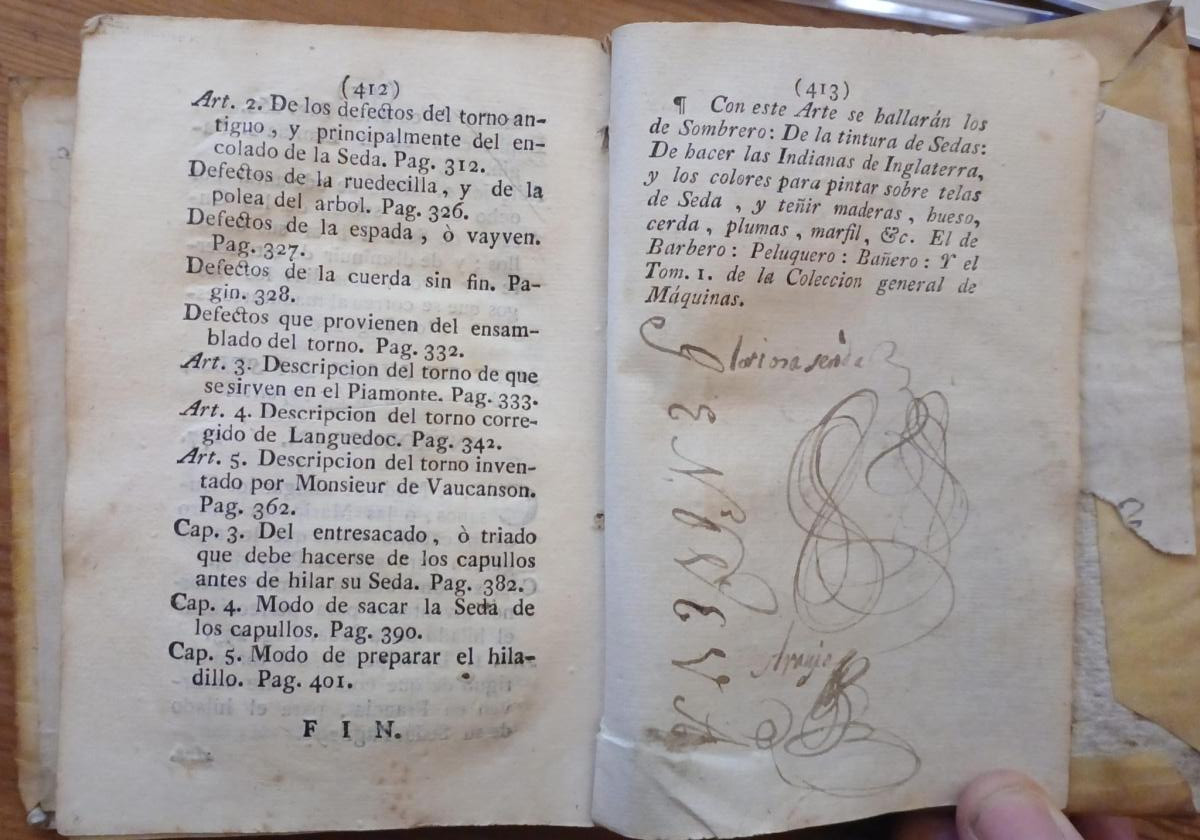 (412)
Art. 2. De los defectos del torno an-
tiguo, y principalmente del en-
colado de la Seda. Pag. 312.
Defectos de la ruedecilla, y de la
polea del arbol. Pag. 326.
Defectos de la espada, ò vayven.
Pag. 327.
Defectos de la cuerda sin fin. Pa-
gin. 328.
Defectos que provienen del ensam-
blado del torno. Pag. 332.
Art. 3. Descripcion del torno de que
se sirven en el Piamonte. Pag. 333.
Art. 4. Descripcion del torno corre-
gido de Languedoc. Pag. 342.
Art. 5. Descripcion del torno inven-
tado por Monsieur de Vaucanson.
Pag. 362.
Cap. 3. Del entresacado, ò triado
que debe hacerse de los capullos
antes de hilar su Seda. Pag. 382.
Cap. 4. Modo de sacar la Seda de
los capullos. Pag. 390.
Cap. 5. Modo de preparar el hila-
dillo. Pag. 401.
F I N.
(413)
¶ Con este Arte se hallarán los
de Sombrero: De la tintura de Sedas:
De hacer las Indianas de Inglaterra,
y los colores para pintar sobre telas
de Seda, y teñir maderas, hueso,
cerda, plumas, marfil, &c. El de
Barbero: Peluquero: Bañero: Y el
Tom. 1. de la Coleccion general de
Máquinas.
Araujo